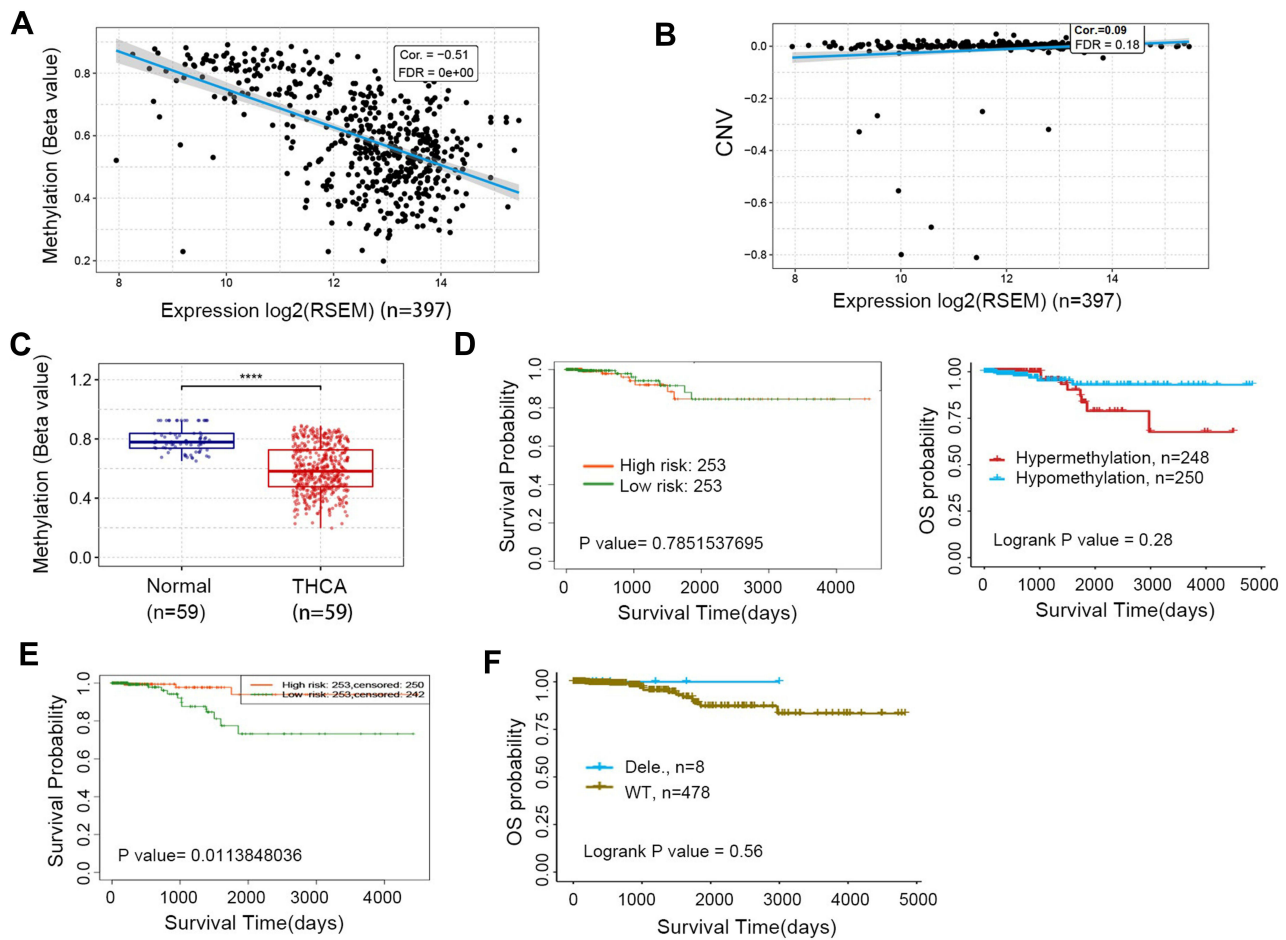 A
Methylation (Beta value)
0.8
0.6
0.4
0.2
Cor. = −0.51
FDR = 0e+00
8 10 12 14
Expression log2(RSEM) (n=397)
B
CNV
0.0
−0.2
−0.4
−0.6
−0.8
Cor.=0.09
FDR = 0.18
8 10 12 14
Expression log2(RSEM) (n=397)
C
Methylation (Beta value)
1.2
0.8
0.4
0.0
****
Normal THCA
(n=59) (n=59)
D
Survival Probability
1.0
0.8
0.6
0.4
0.2
0.0
High risk: 253
Low risk: 253
P value= 0.7851537695
0 1000 2000 3000 4000
Survival Time(days)
OS probability
1.00
0.75
0.50
0.25
0.00
Hypermethylation, n=248
Hypomethylation, n=250
Logrank P value = 0.28
0 1000 2000 3000 4000 5000
Survival Time(days)
E
Survival Probability
1.0
0.8
0.6
0.4
0.2
0.0
High risk: 253,censored: 250
Low risk: 253,censored: 242
P value= 0.0113848036
0 1000 2000 3000 4000
Survival Time(days)
F
OS probability
1.00
0.75
0.50
0.25
0.00
Dele., n=8
WT, n=478
Logrank P value = 0.56
0 1000 2000 3000 4000 5000
Survival Time(days)